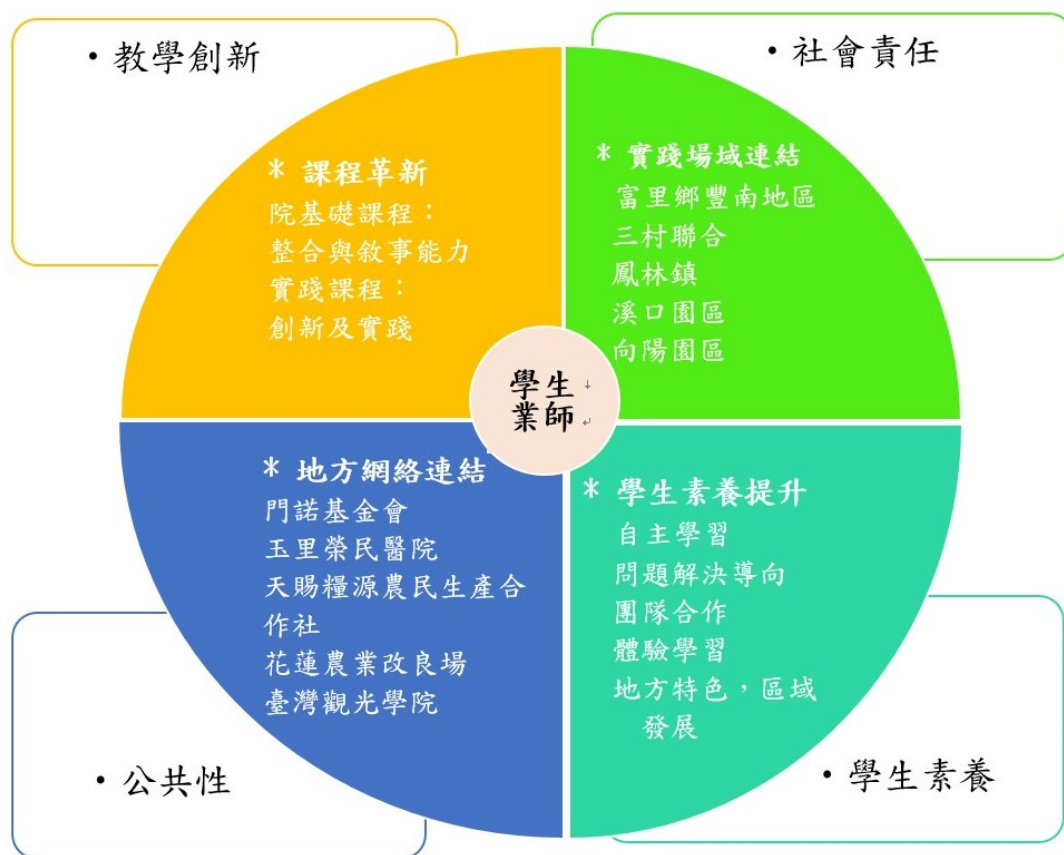 ・教學創新
* 課程革新
院基礎課程：
整合與敘事能力
實踐課程：
創新及實踐
・社會責任
* 實踐場域連結
富里鄉豐南地區
三村聯合
鳳林鎮
溪口園區
向陽園區
學生
業師
* 地方網絡連結
門諾基金會
玉里榮民醫院
天賜糧源農民生產合
作社
花蓮農業改良場
臺灣觀光學院
・公共性
* 學生素養提升
自主學習
問題解決導向
團隊合作
體驗學習
地方特色，區域
發展
・學生素養